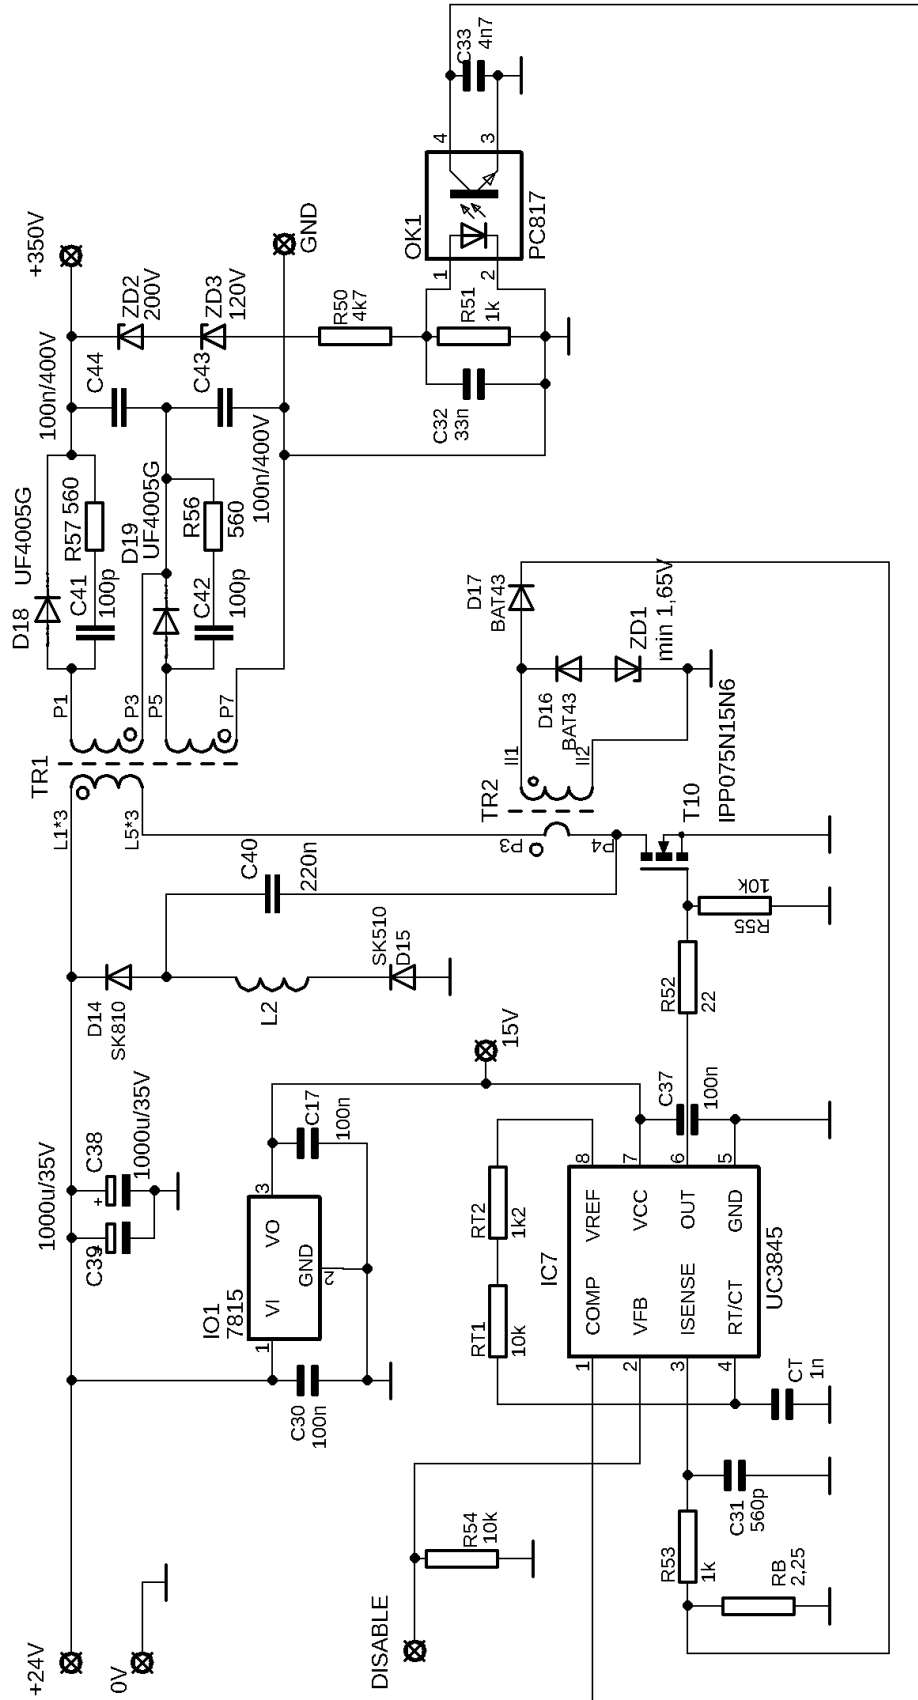 C33
4n7
4
3
OK1
PC817
1
2
+350V
GND
ZD2
200V
ZD3
120V
R50
4k7
R51
1k
C32
33n
100n/400V
C44
C43
100n/400V
UF4005G
D18
R57 560
C41
100p
D19
UF4005G
R56
560
C42
100p
P1
P3
P5
P7
TR1
L1*3
L5*3
D17
BAT43
D16
BAT43
ZD1
min 1,65V
II1
II2
TR2
P3
P4
T10
IPP075N15N6
C40
220n
10k
R55
SK510
D15
R52
22
L2
D14
SK810
15V
C37
100n
1000u/35V
C38
1000u/35V
+
C39
+
C17
100n
IO1
7815
VI
VO
GND
1
2
3
C30
100n
RT2
1k2
RT1
10k
IC7
UC3845
8
7
6
5
VREF
VCC
OUT
GND
COMP
VFB
ISENSE
RT/CT
1
2
3
4
CT
1n
C31
560p
R54
10k
R53
1k
RB
2,25
DISABLE
+24V
0V